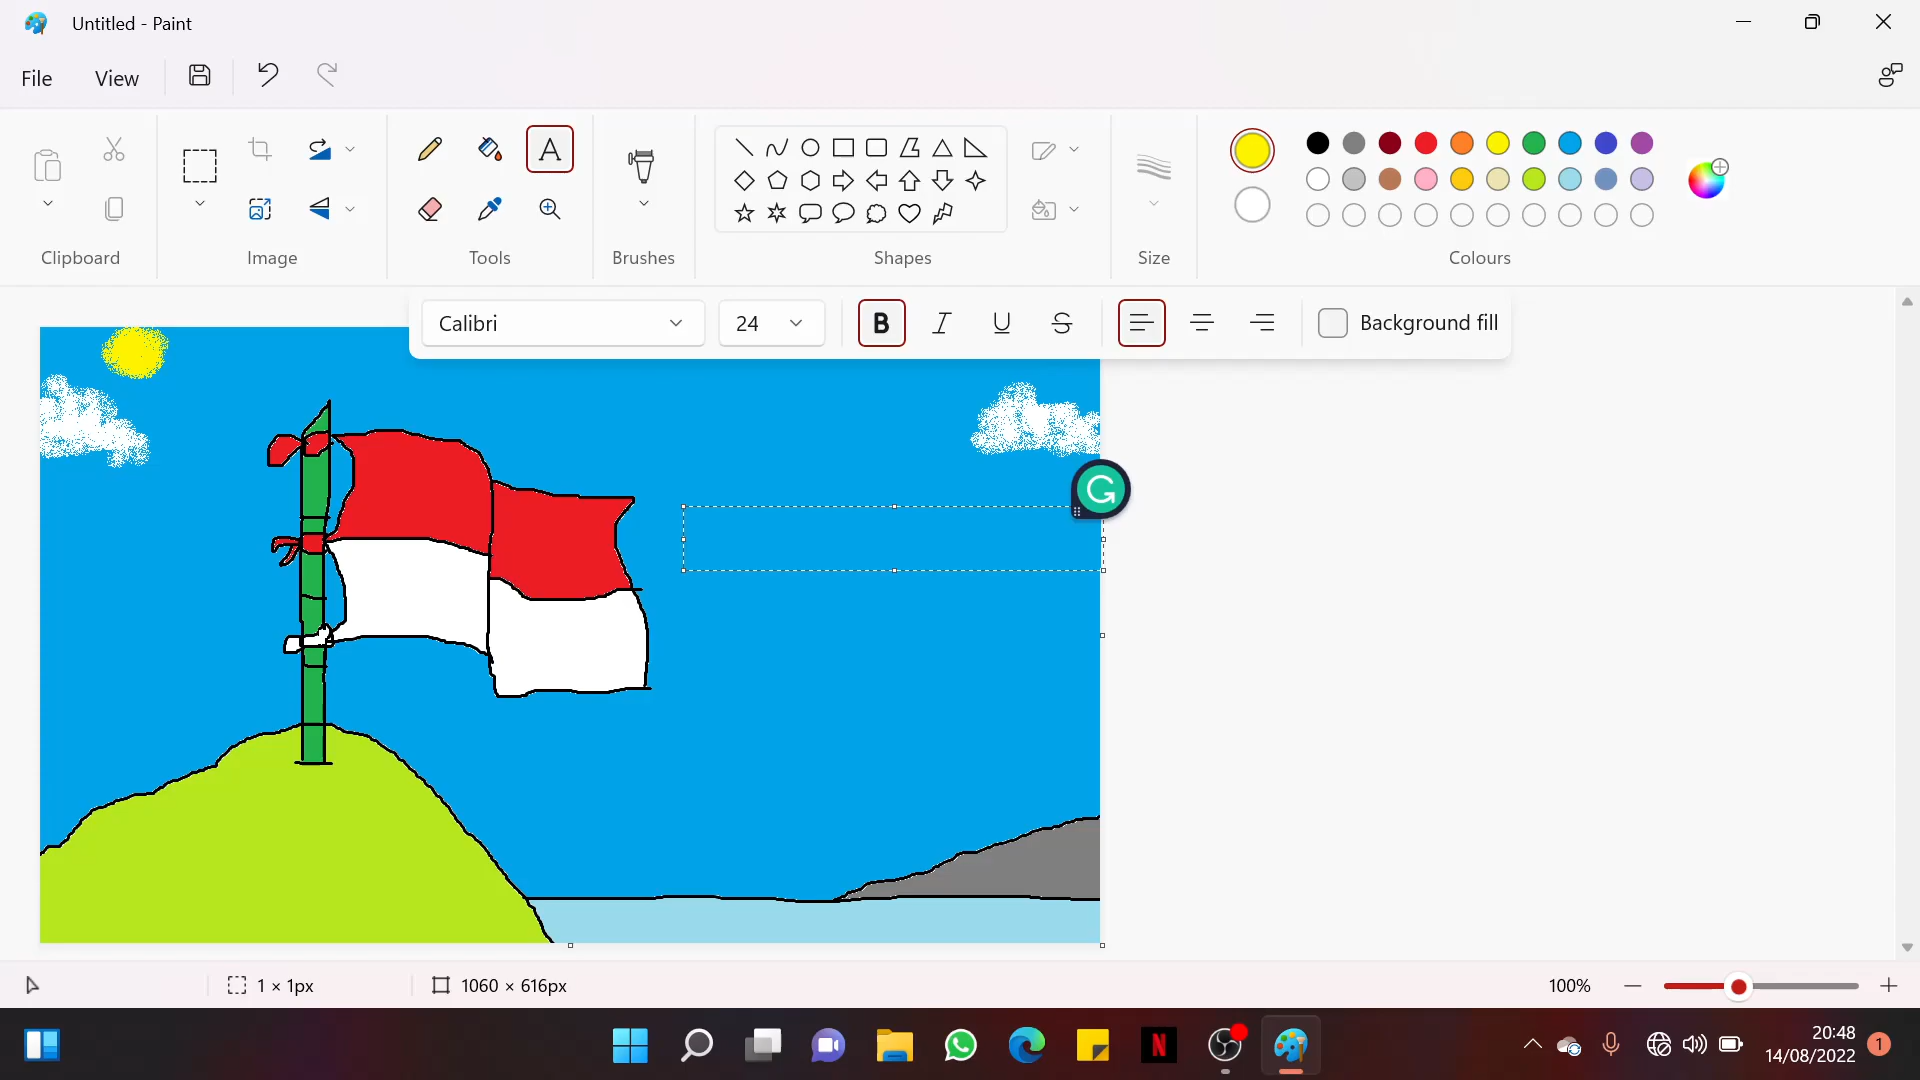 Untitled - Paint
File View
Clipboard
Image
Tools
Brushes
Shapes
Size
Colours
Calibri 24 B I U S Background fill
1 × 1px
1060 × 616px
100%
20:48
14/08/2022
1